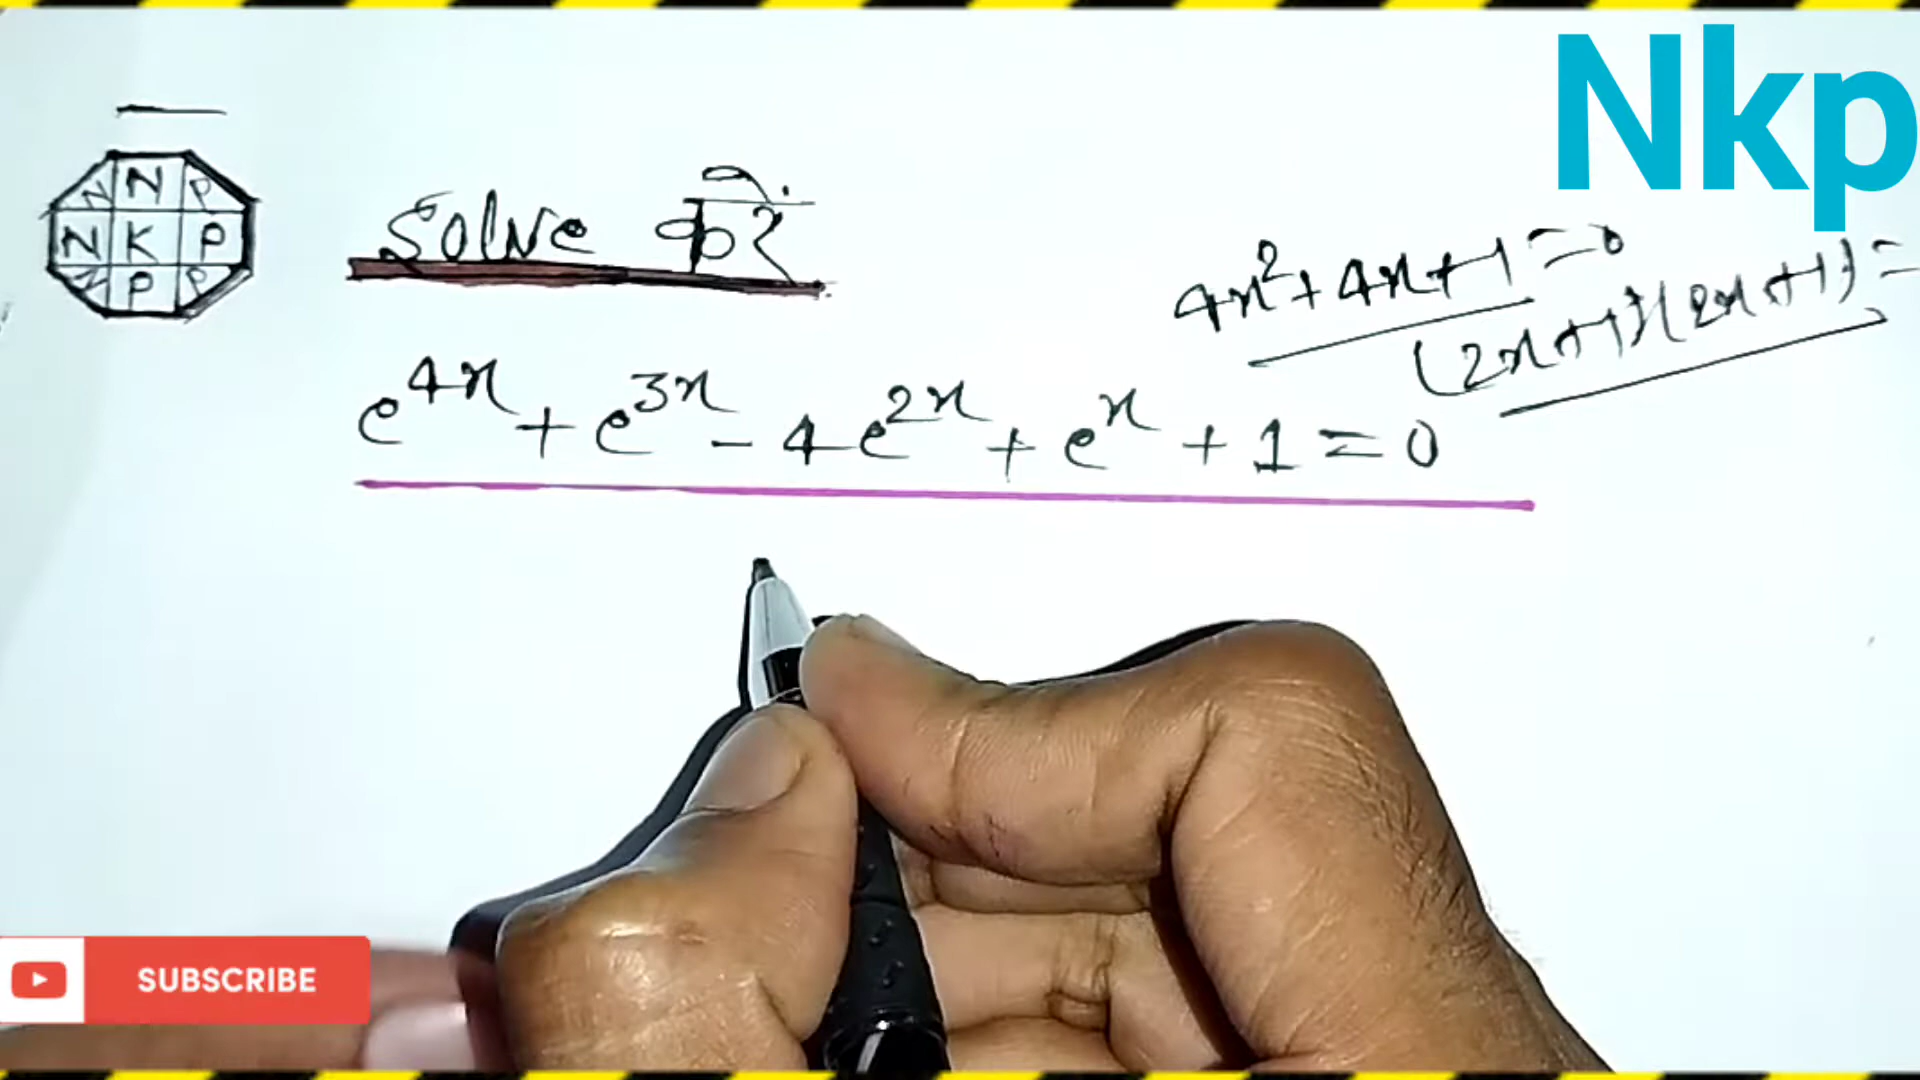 Nkp
N N P
N K P
N P P
Solve करें
4x²+4x+1=0
(2x+1)(2x+1)=
e^{4x}+e^{3x}-4e^{2x}+e^{x}+1=0
SUBSCRIBE